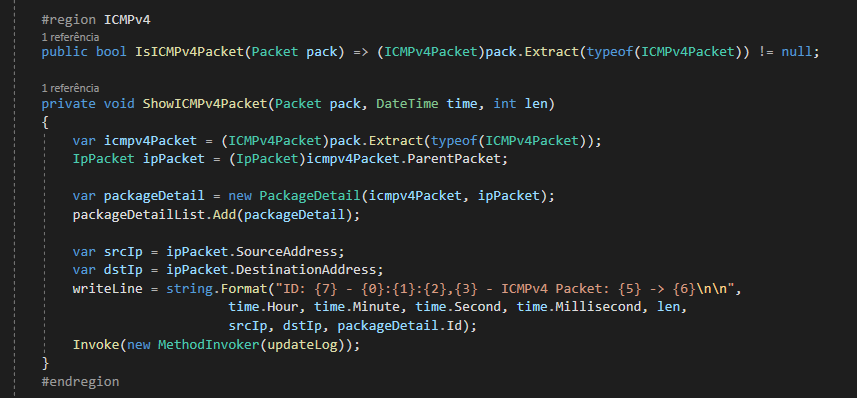 #region ICMPv4
1 referência
public bool IsICMPv4Packet(Packet pack) => (ICMPv4Packet)pack.Extract(typeof(ICMPv4Packet)) != null;
1 referência
private void ShowICMPv4Packet(Packet pack, DateTime time, int len)
{
var icmpv4Packet = (ICMPv4Packet)pack.Extract(typeof(ICMPv4Packet));
IpPacket ipPacket = (IpPacket)icmpv4Packet.ParentPacket;
var packageDetail = new PackageDetail(icmpv4Packet, ipPacket);
packageDetailList.Add(packageDetail);
var srcIp = ipPacket.SourceAddress;
var dstIp = ipPacket.DestinationAddress;
writeLine = string.Format("ID: {7} - {0}:{1}:{2},{3} - ICMPv4 Packet: {5} -> {6}\n\n",
time.Hour, time.Minute, time.Second, time.Millisecond, len,
srcIp, dstIp, packageDetail.Id);
Invoke(new MethodInvoker(updateLog));
}
#endregion